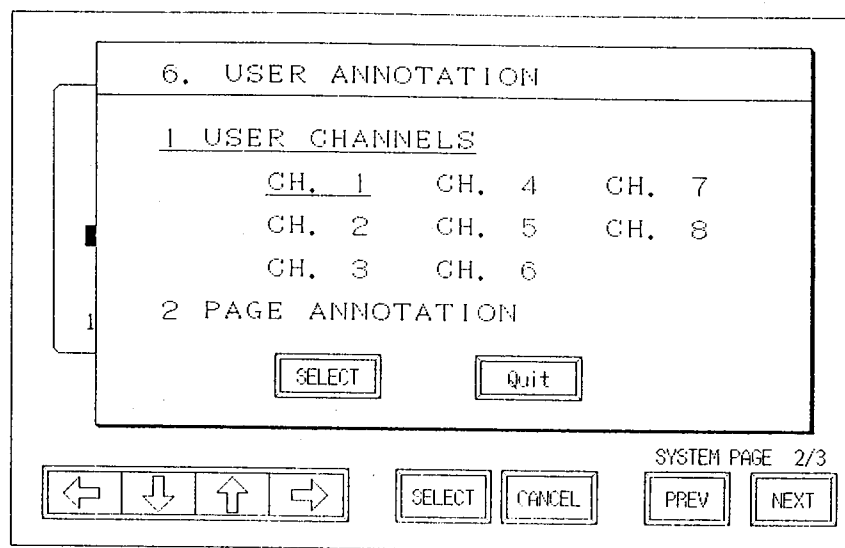 6. USER ANNOTATION
1 USER CHANNELS
CH. 1 CH. 4 CH. 7
CH. 2 CH. 5 CH. 8
CH. 3 CH. 6
2 PAGE ANNOTATION
1
SELECT Quit
SYSTEM PAGE 2/3
SELECT CANCEL PREV NEXT